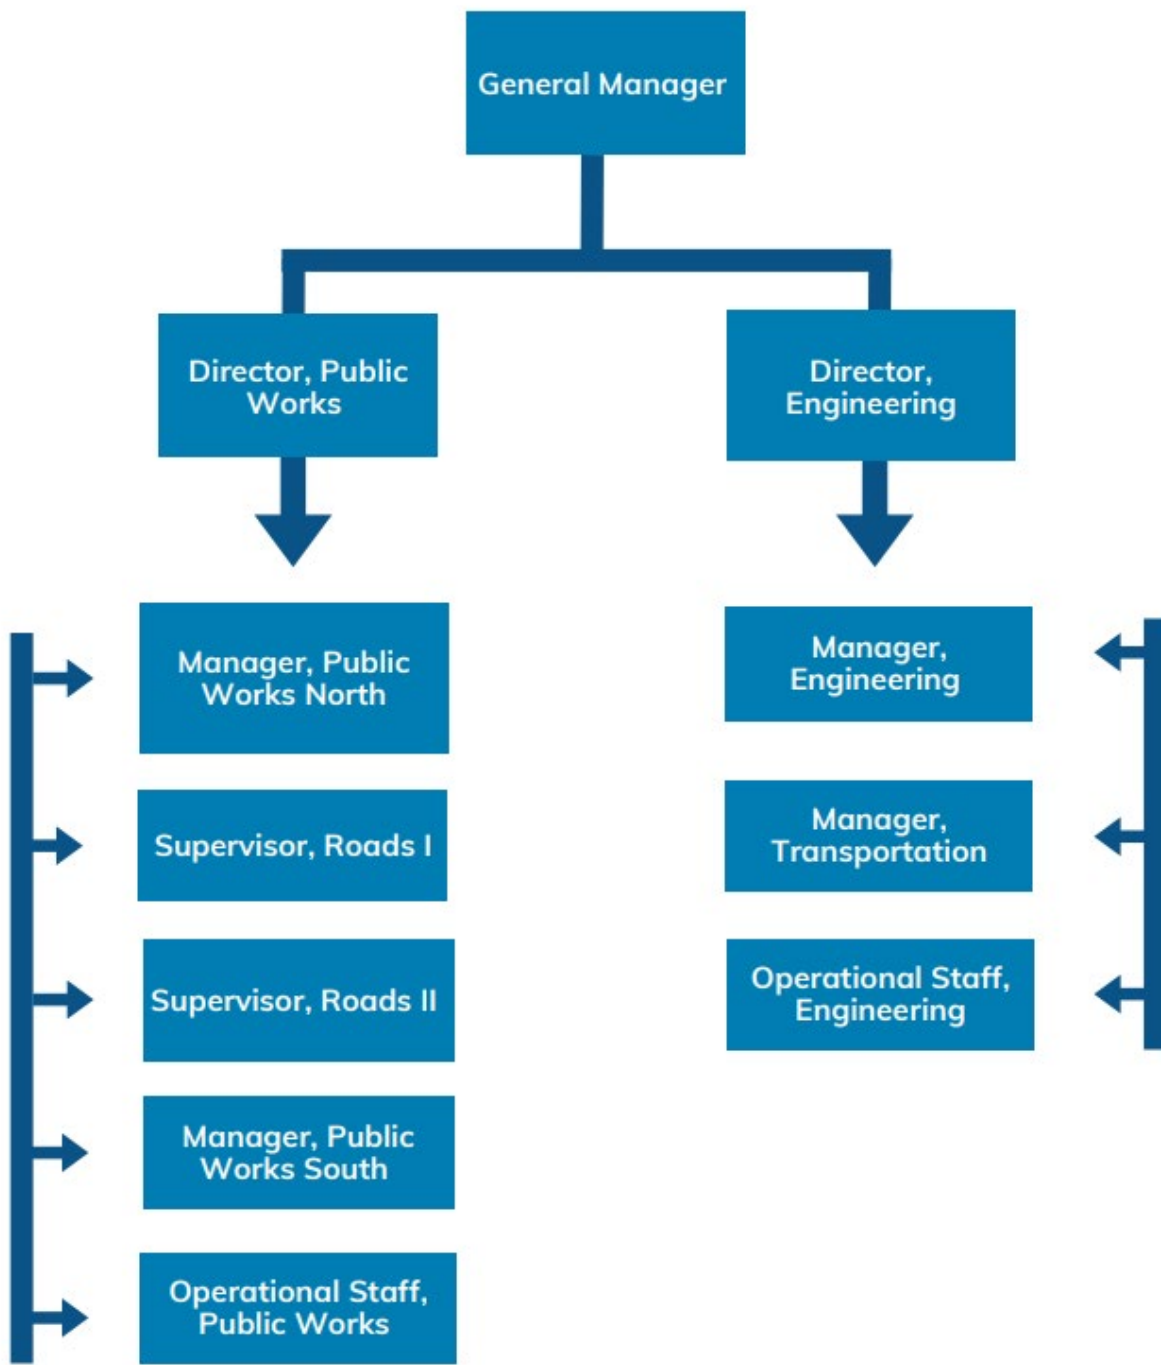 General Manager
Director, Public
Works
Director,
Engineering
Manager, Public
Works North
Supervisor, Roads I
Supervisor, Roads II
Manager, Public
Works South
Operational Staff,
Public Works
Manager,
Engineering
Manager,
Transportation
Operational Staff,
Engineering